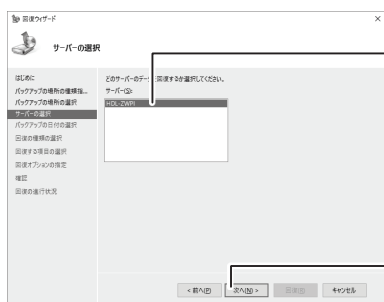 回復ウィザード
サーバーの選択
はじめに
バックアップの場所の種類指...
バックアップの場所の選択
サーバーの選択
バックアップの日付の選択
回復の種類の選択
回復する項目の選択
回復オプションの指定
確認
回復の進行状況
どのサーバーのデータを回復するか選択してください。
サーバー(S):
HDL-ZWPI
< 前へ(P)
次へ(N) >
回復(R)
キャンセル